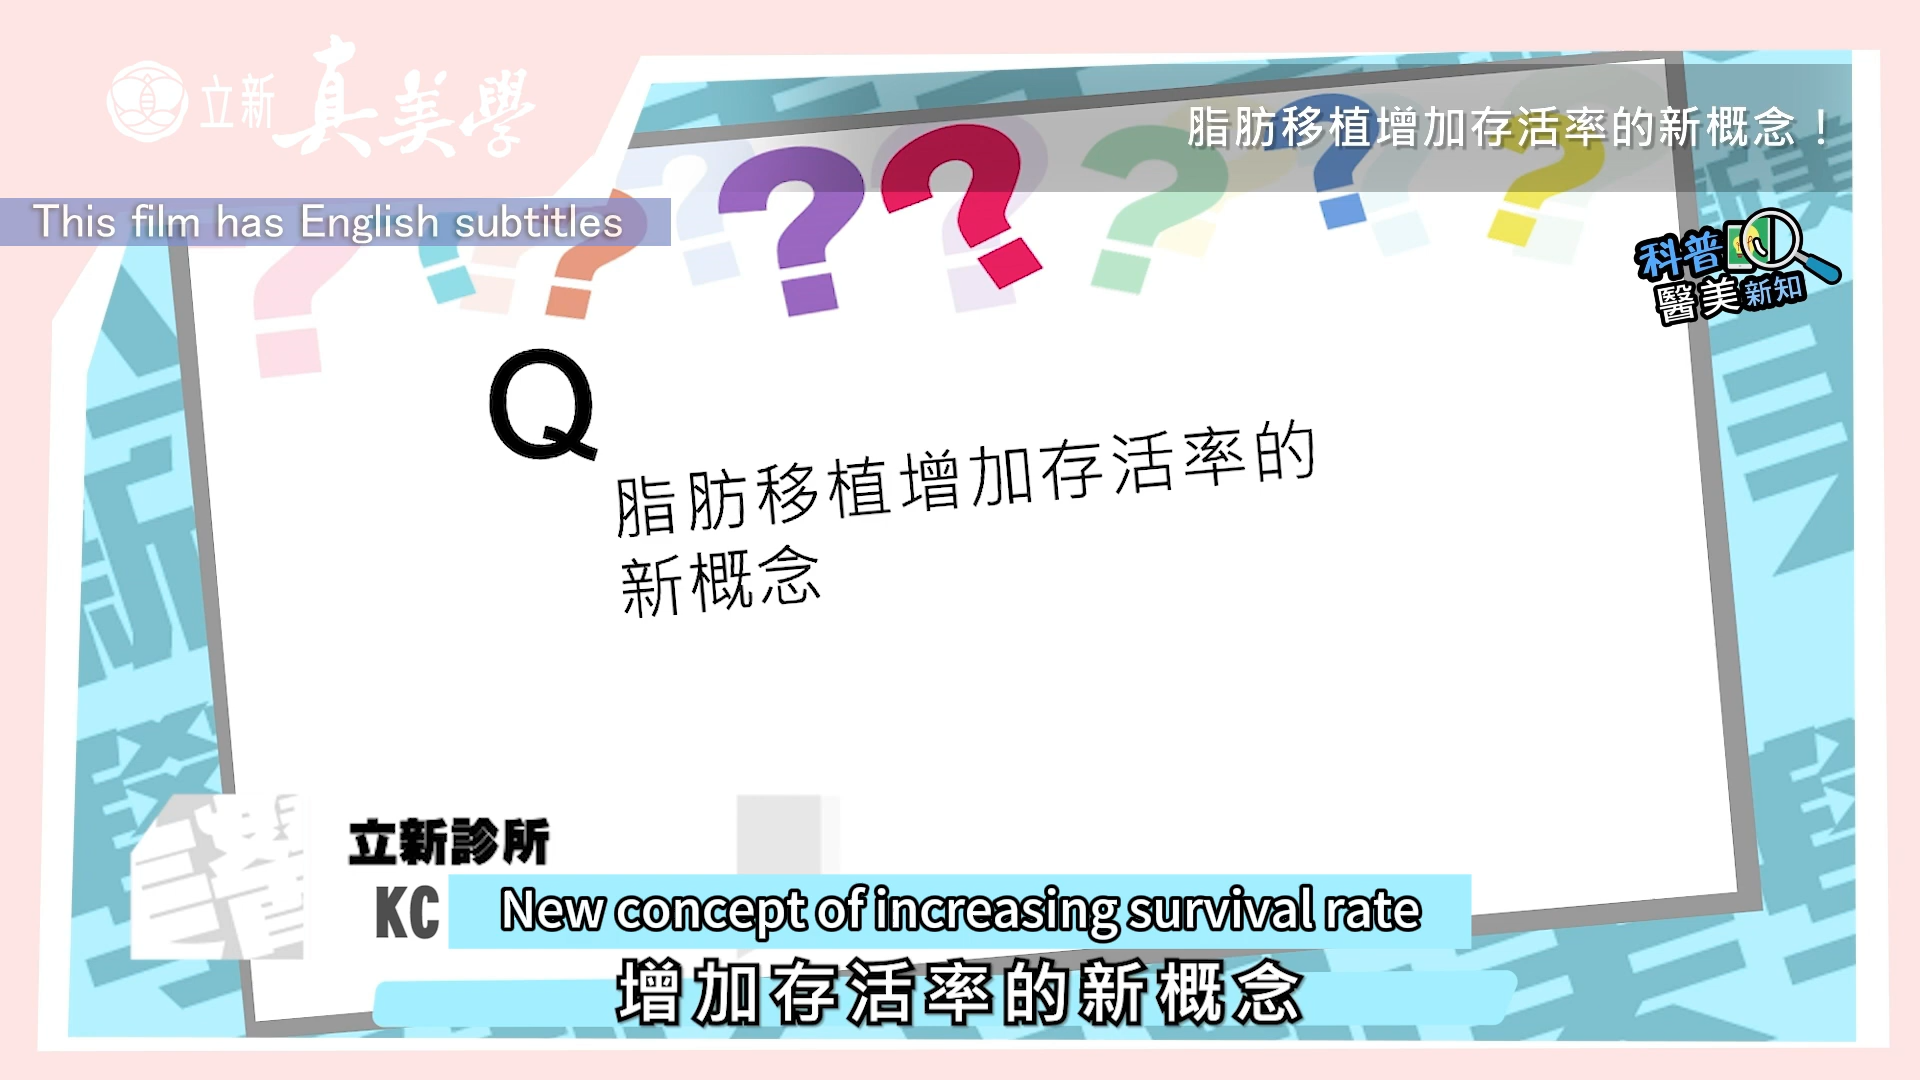 立新真美學
脂肪移植增加存活率的新概念！
This film has English subtitles
科普
醫美新知
Q
脂肪移植增加存活率的
新概念
立新診所
KC
New concept of increasing survival rate
增加存活率的新概念